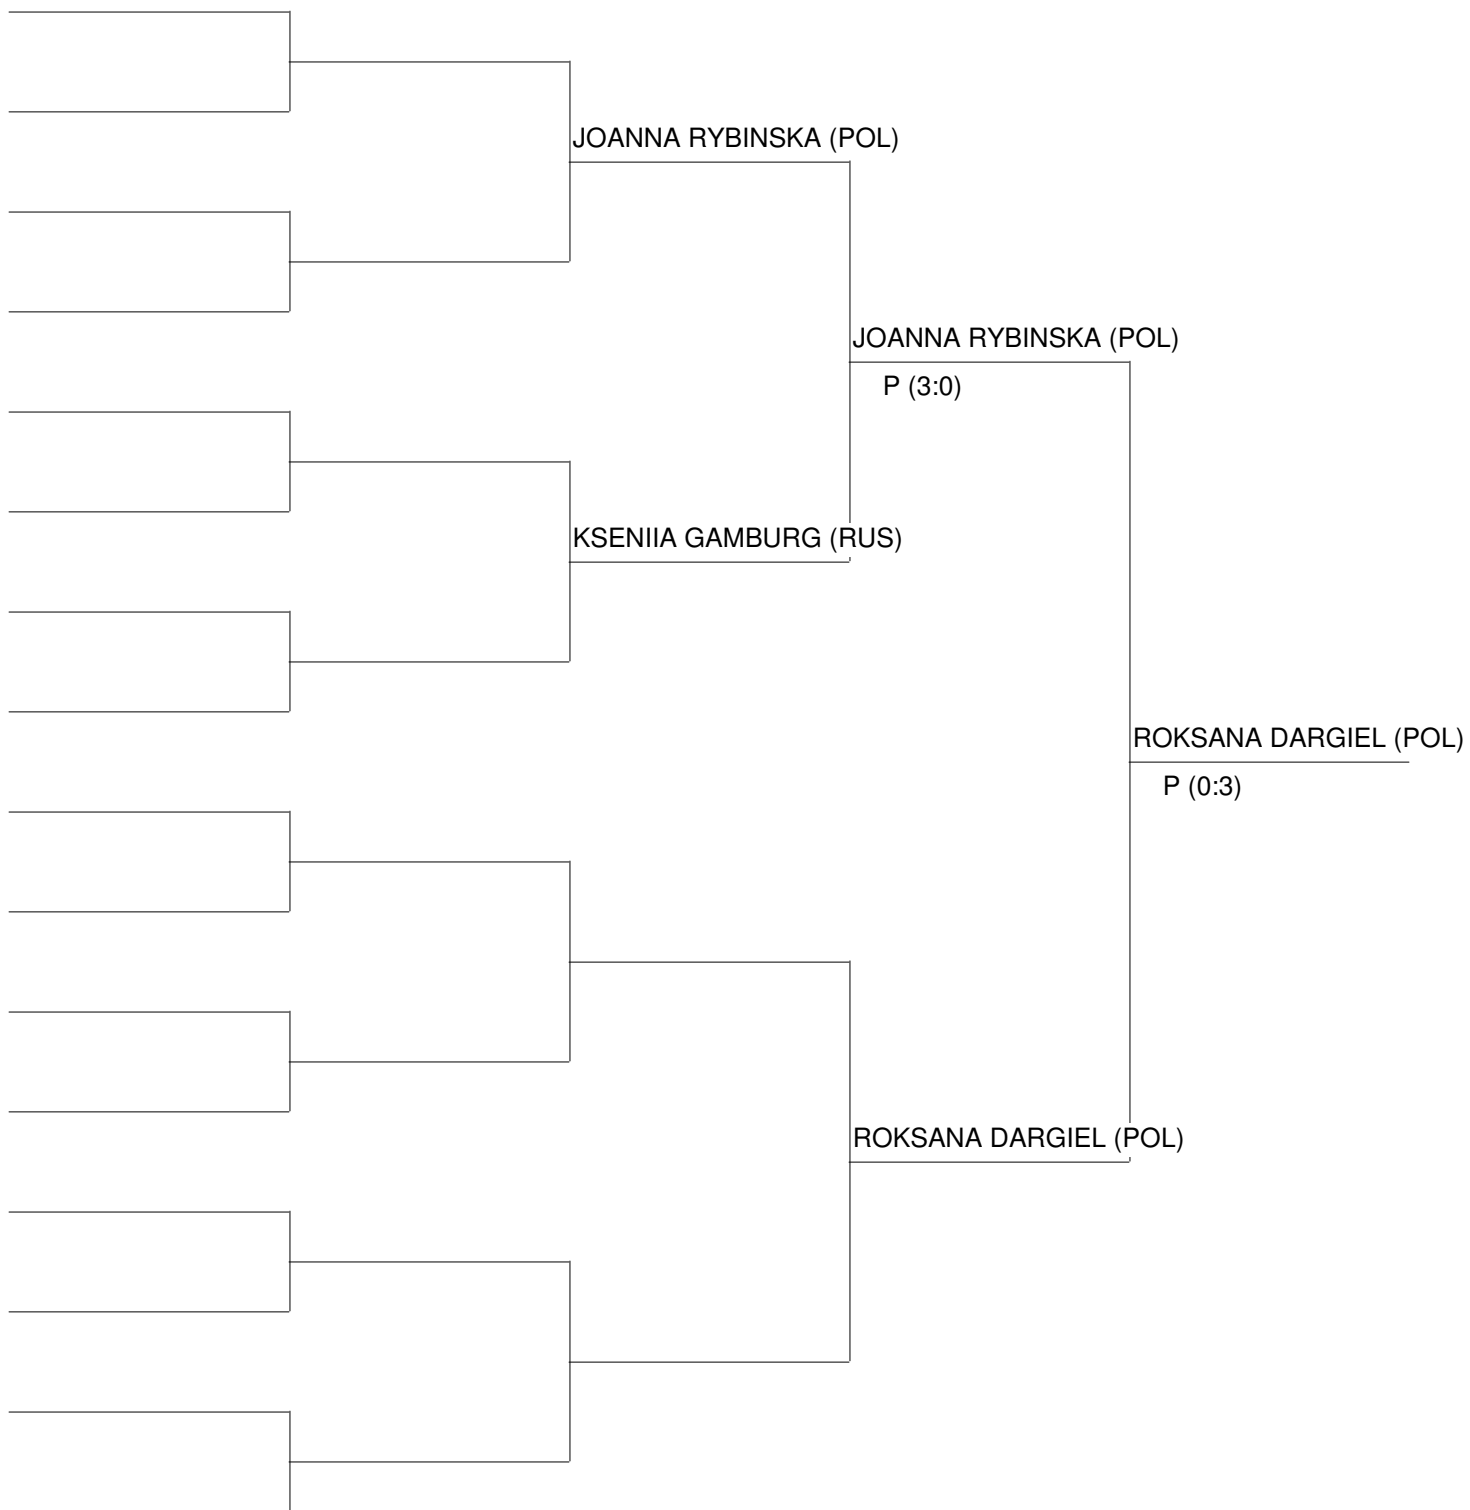 JOANNA RYBINSKA (POL)
JOANNA RYBINSKA (POL)
P (3:0)
KSENIIA GAMBURG (RUS)
ROKSANA DARGIEL (POL)
P (0:3)
ROKSANA DARGIEL (POL)